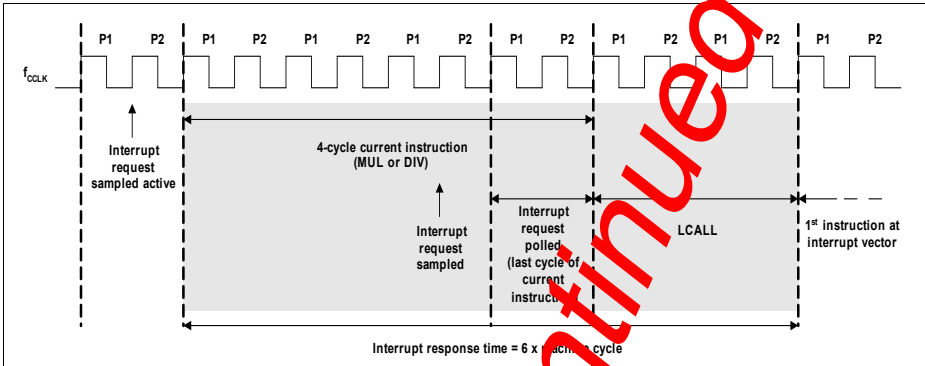 P1 P2 P1 P2 P1 P2 P1 P2 P1 P2 P1 P2 P1 P2 P1 P2
fCCLK
Interrupt
request
sampled active
4-cycle current instruction
(MUL or DIV)
Interrupt
request
sampled
Interrupt
request
polled
(last cycle of
current
LCALL
1st instruction at
interrupt vector
Interrupt response time = 6 x machine cycle
ntinued